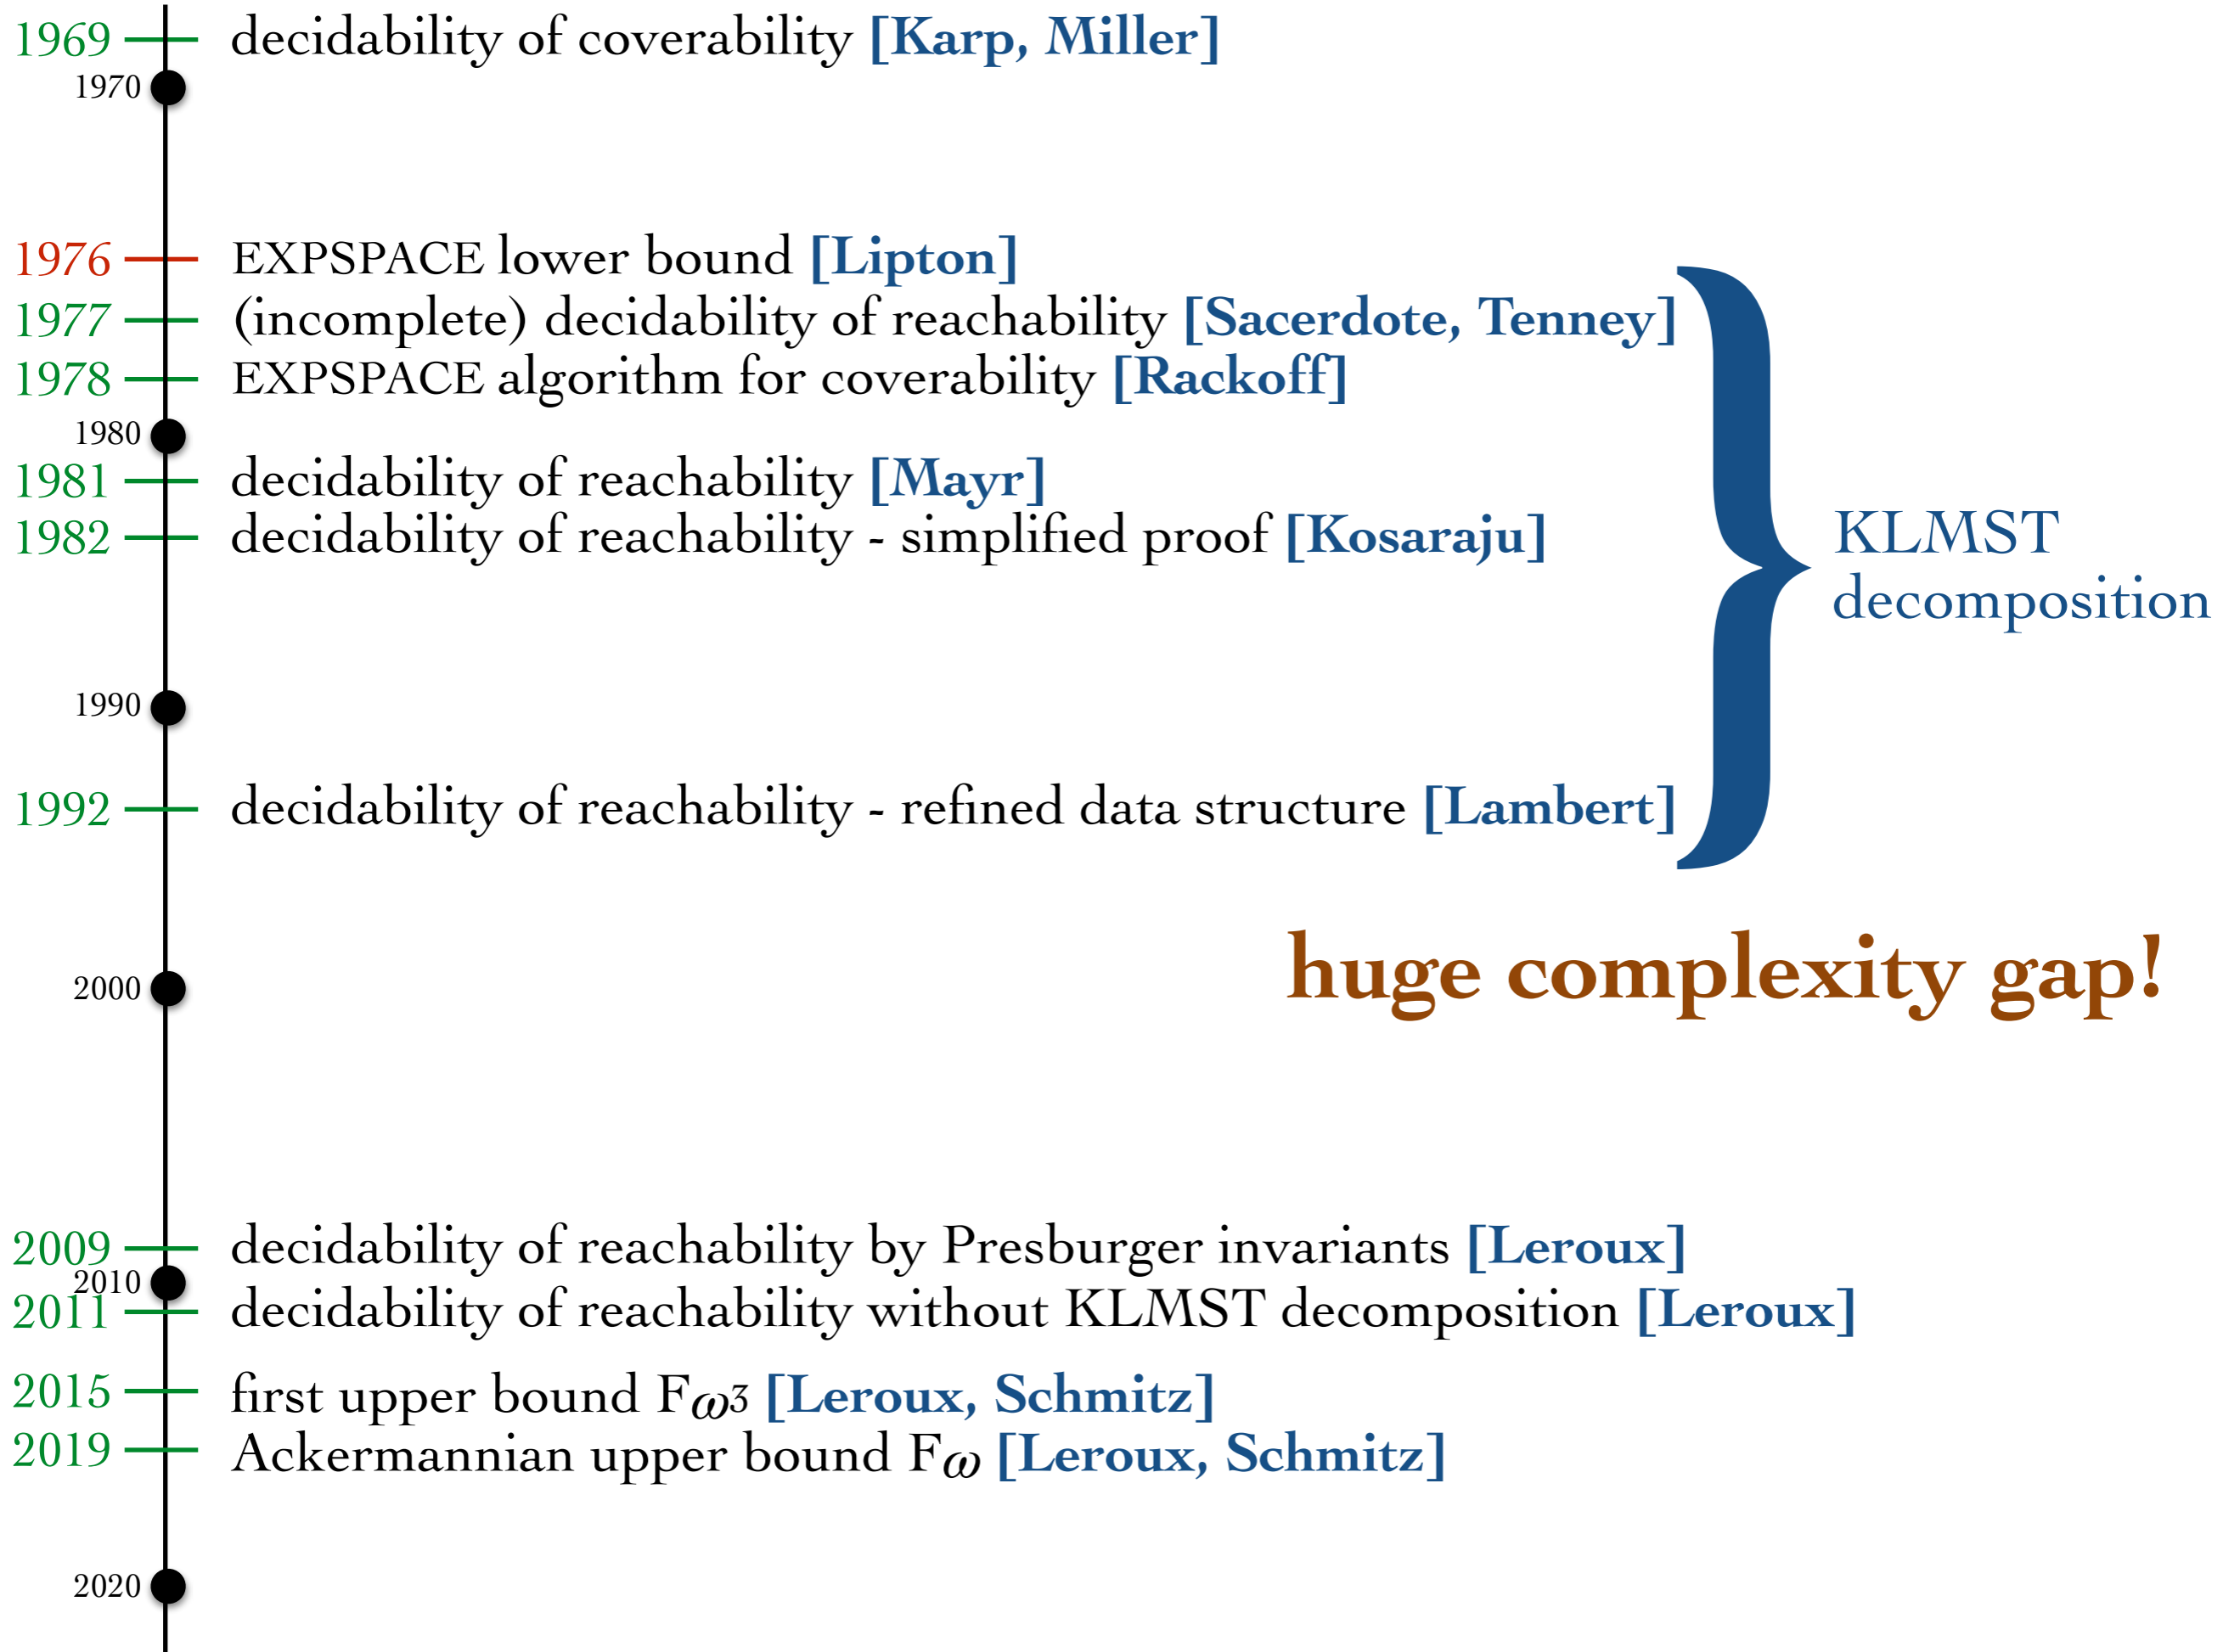 1969 decidability of coverability [Karp, Miller]
1970
1976 EXPSPACE lower bound [Lipton]
1977 (incomplete) decidability of reachability [Sacerdote, Tenney]
1978 EXPSPACE algorithm for coverability [Rackoff]
1980
1981 decidability of reachability [Mayr]
1982 decidability of reachability - simplified proof [Kosaraju]
KLMST
decomposition
1990
1992 decidability of reachability - refined data structure [Lambert]
huge complexity gap!
2000
2009 decidability of reachability by Presburger invariants [Leroux]
2010
2011 decidability of reachability without KLMST decomposition [Leroux]
2015 first upper bound Fω3 [Leroux, Schmitz]
2019 Ackermannian upper bound Fω [Leroux, Schmitz]
2020